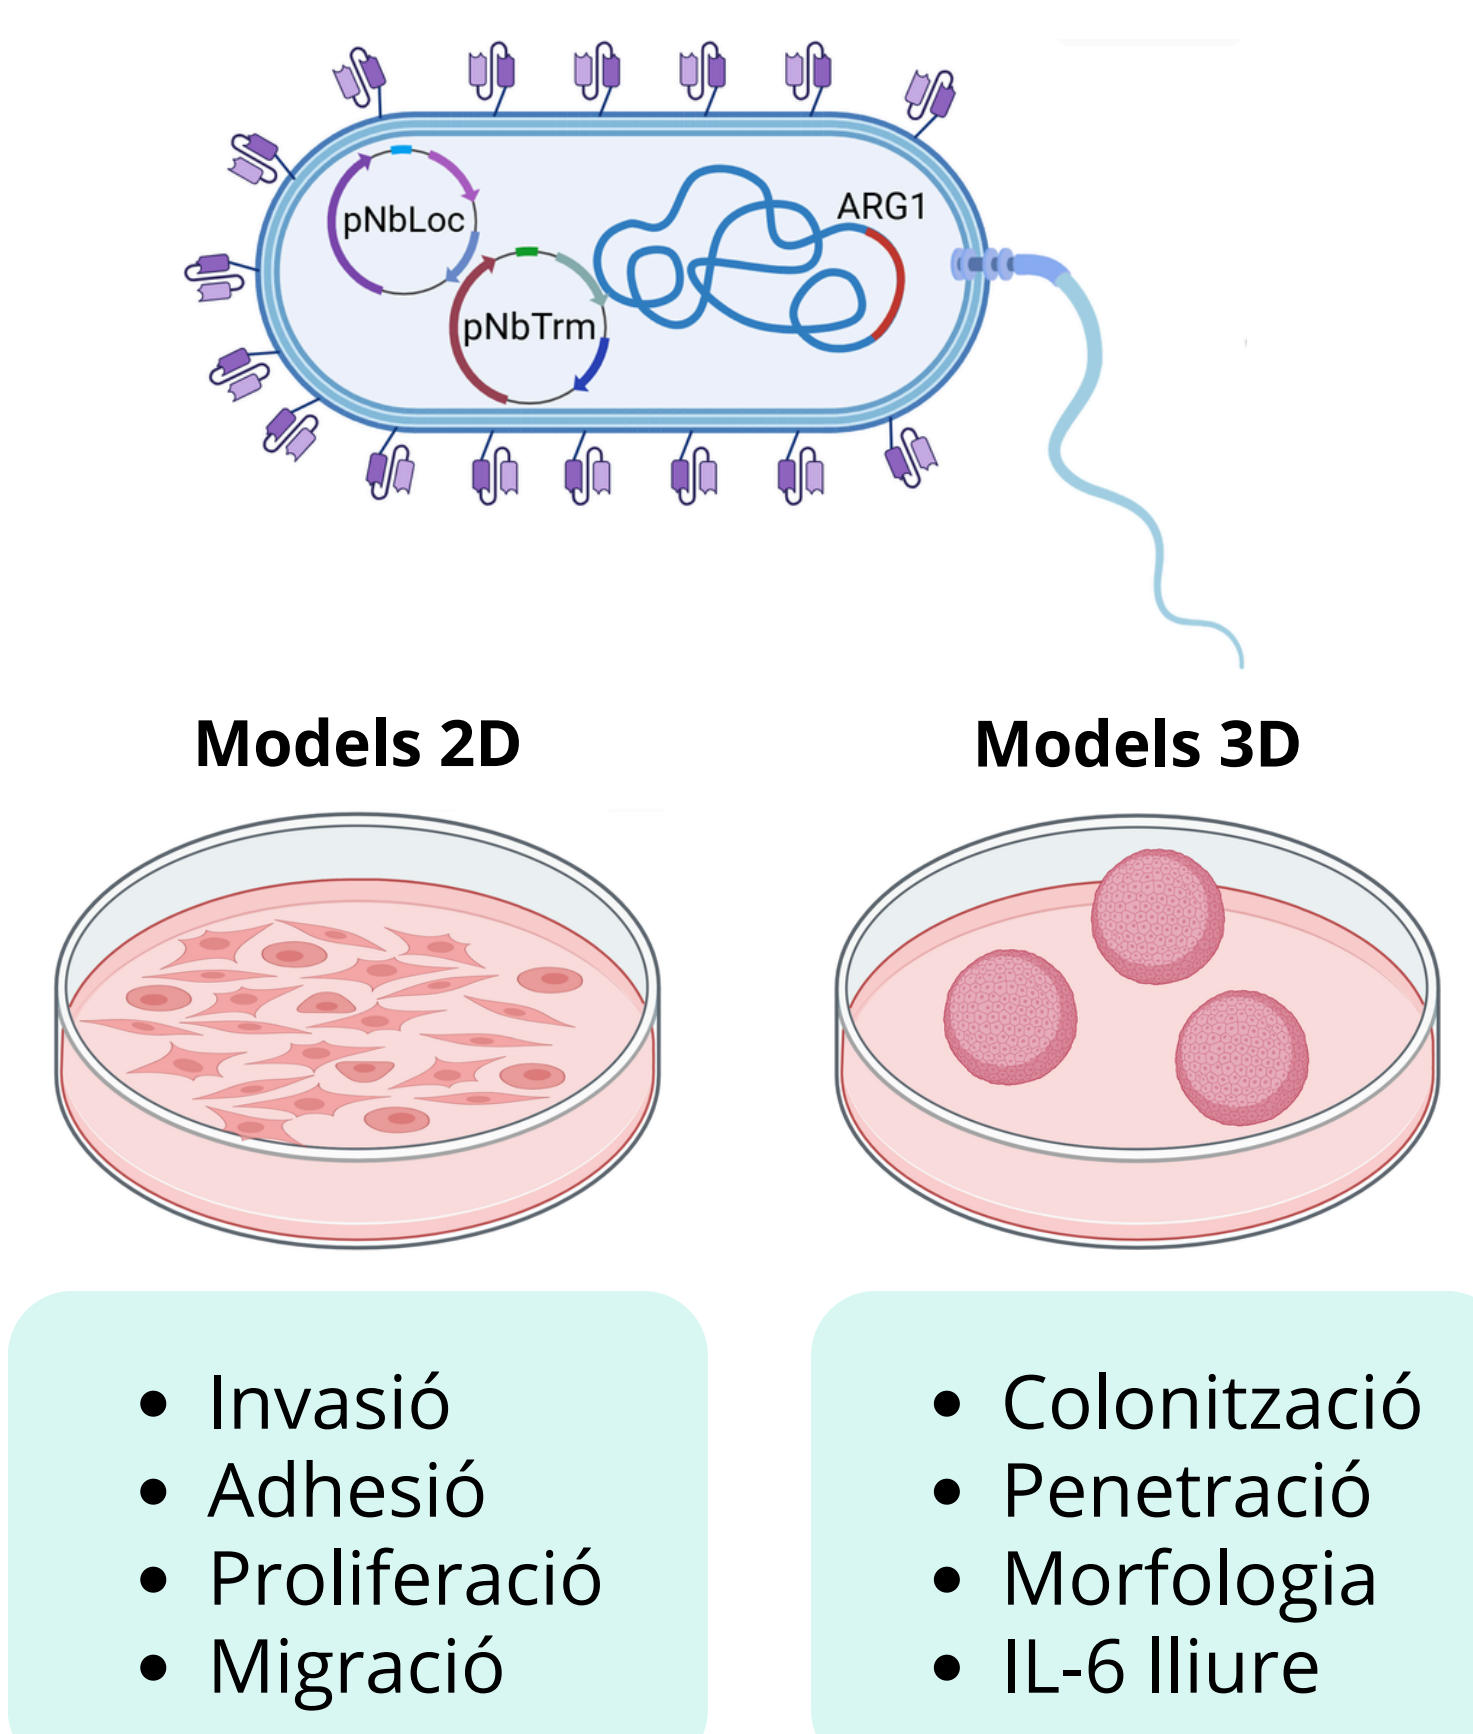 pNbLoc
ARG1
pNbTrm
Models 2D
Models 3D
• Invasió
• Adhesió
• Proliferació
• Migració
• Colonització
• Penetració
• Morfologia
• IL-6 lliure